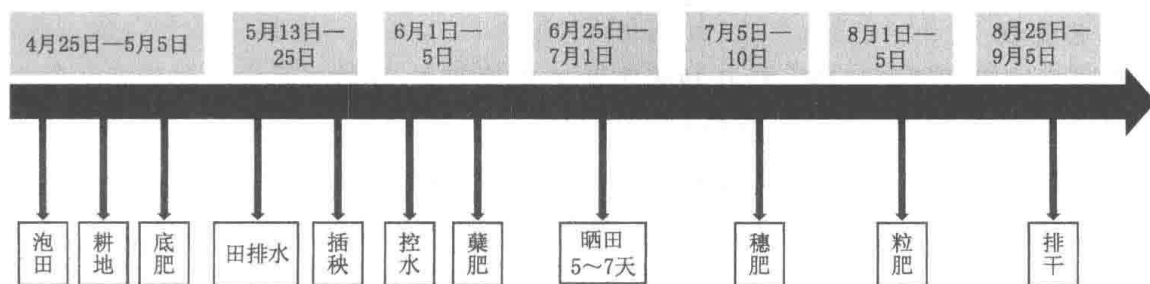 4月25日—5月5日
5月13日—
25日
6月1日—
5日
6月25日—
7月1日
7月5日—
10日
8月1日—
5日
8月25日—
9月5日
泡田
耕地
底肥
田排水
插秧
控水
蘖肥
晒田
5～7天
穗肥
粒肥
排干